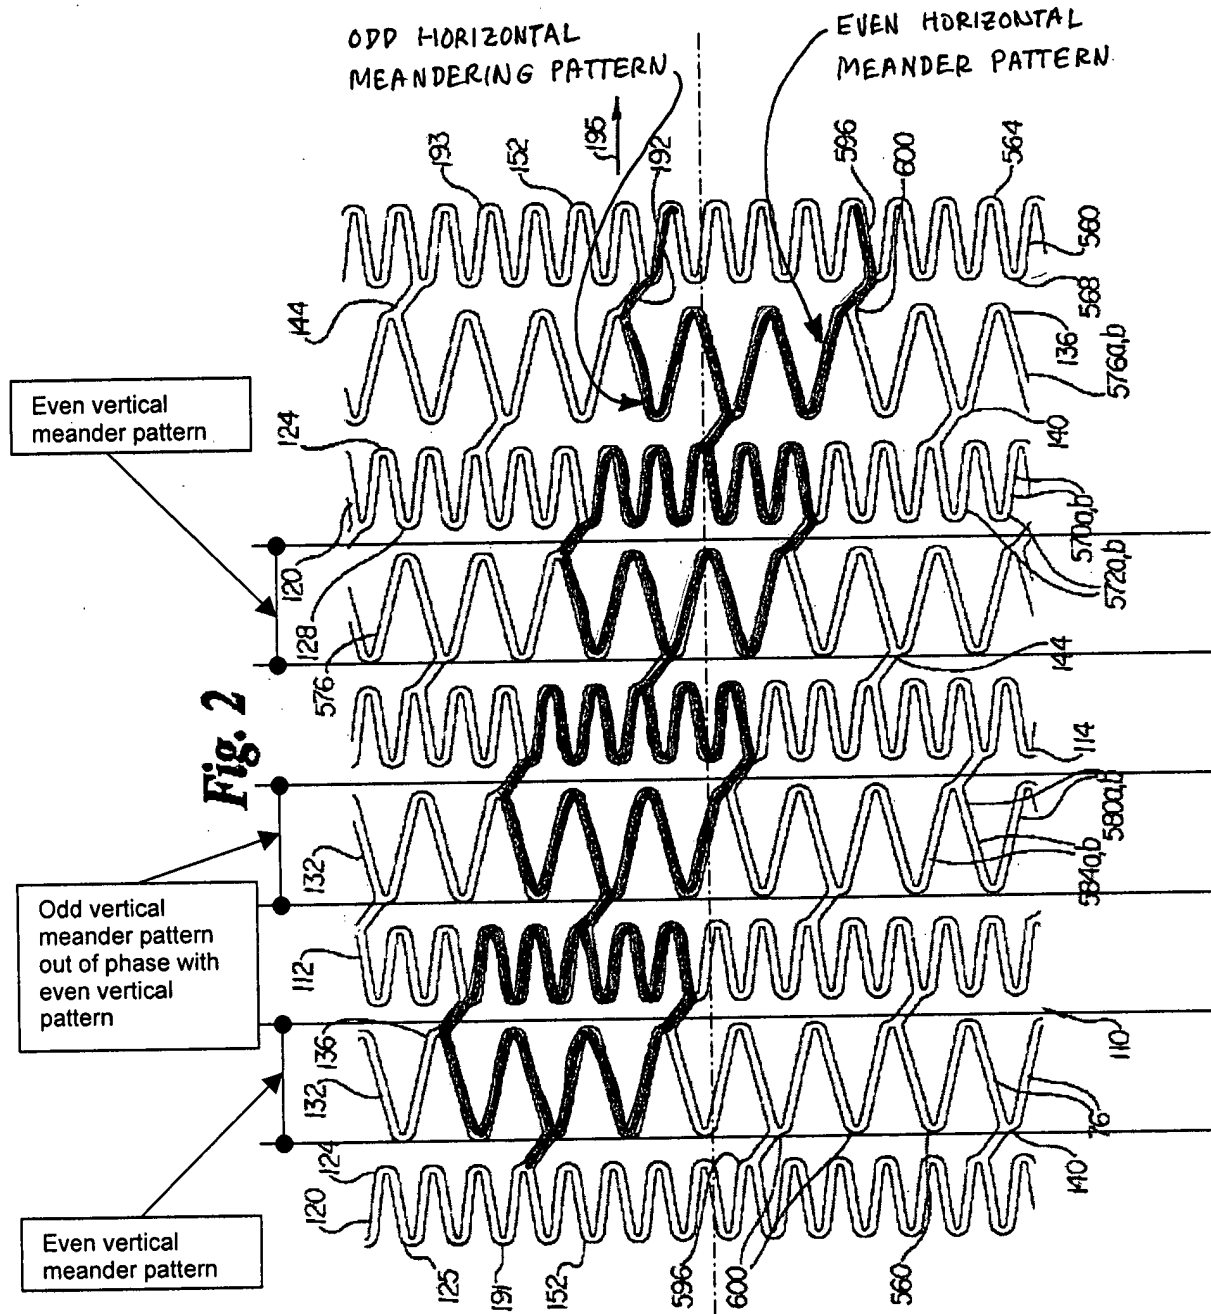 ODD HORIZONTAL
MEANDERING PATTERN
EVEN HORIZONTAL
MEANDER PATTERN
195
193
152
192
596
600
564
560
568
144
136
576a,b
Even vertical
meander pattern
124
140
570a,b
572a,b
120
128
576
144
Fig. 2
114
580a,b
584a,b
132
Odd vertical
meander pattern
out of phase with
even vertical
pattern
112
136
110
132
76
124
140
120
Even vertical
meander pattern
125
191
152
596
600
560